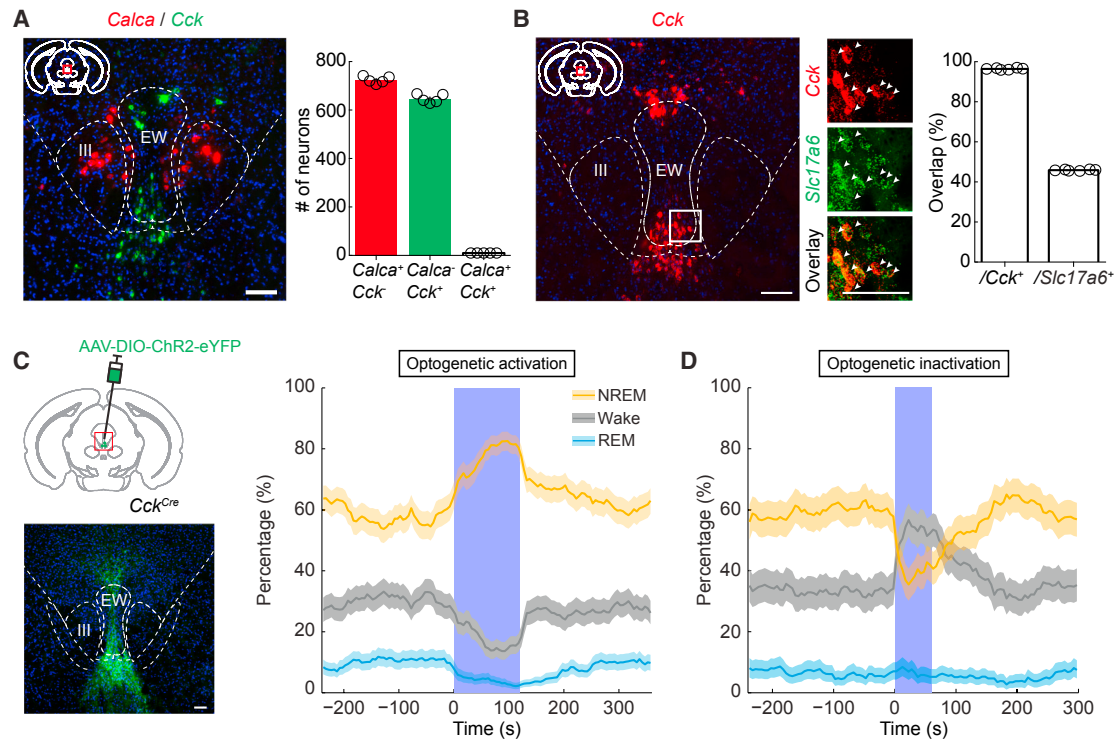 A
Calca / Cck
III
EW
# of neurons
800
600
400
200
0
Calca⁺ Calca⁻ Calca⁺
Cck⁻ Cck⁺ Cck⁺
B
Cck
III
EW
Cck
Slc17a6
Overlay
Overlap (%)
100
80
60
40
20
0
/Cck⁺ /Slc17a6⁺
C
AAV-DIO-ChR2-eYFP
Cck^Cre
EW
III
Optogenetic activation
Percentage (%)
100
80
60
40
20
0
NREM
Wake
REM
−200 −100 0 100 200 300
Time (s)
D
Optogenetic inactivation
Percentage (%)
100
80
60
40
20
0
−200 −100 0 100 200 300
Time (s)